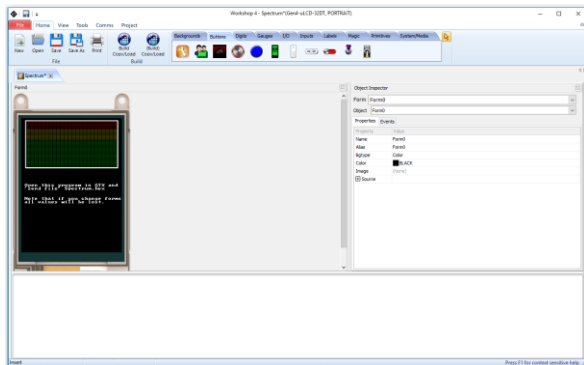 Workshop 4 - Spectrum*(Gen4-uLCD-32DT, PORTRAIT)
File Home View Tools Comms Project
New Open Save Save As Print
(Build) Copy/Load
(Build) Copy/Load
File Build
Backgrounds Buttons Digits Gauges I/O Inputs Labels Magic Primitives System/Media
Spectrum*
Form0
Open this program in GTX and
Note that if you change forms
all values will be lost.
Object Inspector
Form Form0
Object Form0
Properties Events
Property Value
Name Form0
Alias Form0
Bgtype Color
Color BLACK
Image (None)
Source
Insert
Press F1 for context sensitive help.